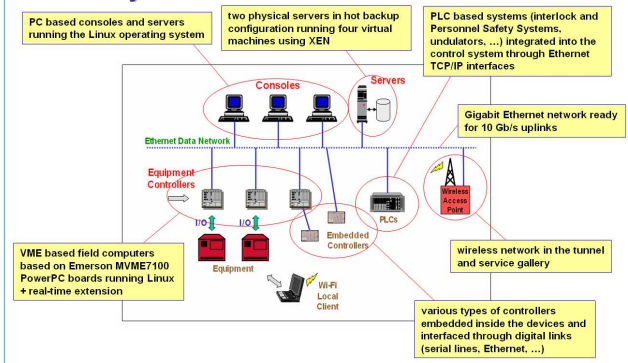 PC based consoles and servers
running the Linux operating system
two physical servers in hot backup
configuration running four virtual
machines using XEN
PLC based systems (interlock and
Personnel Safety Systems,
undulators, ...) integrated into the
control system through Ethernet
TCP/IP interfaces
Consoles
Servers
Gigabit Ethernet network ready
for 10 Gb/s uplinks
Ethernet Data Network
Equipment
Controllers
I/O
I/O
Equipment
Embedded
Controllers
PLCs
Wireless
Access
Point
Wi-Fi
Local
Client
VME based field computers
based on Emerson MVME7100
PowerPC boards running Linux
+ real-time extension
wireless network in the tunnel
and service gallery
various types of controllers
embedded inside the devices and
interfaced through digital links
(serial lines, Ethernet, ...)